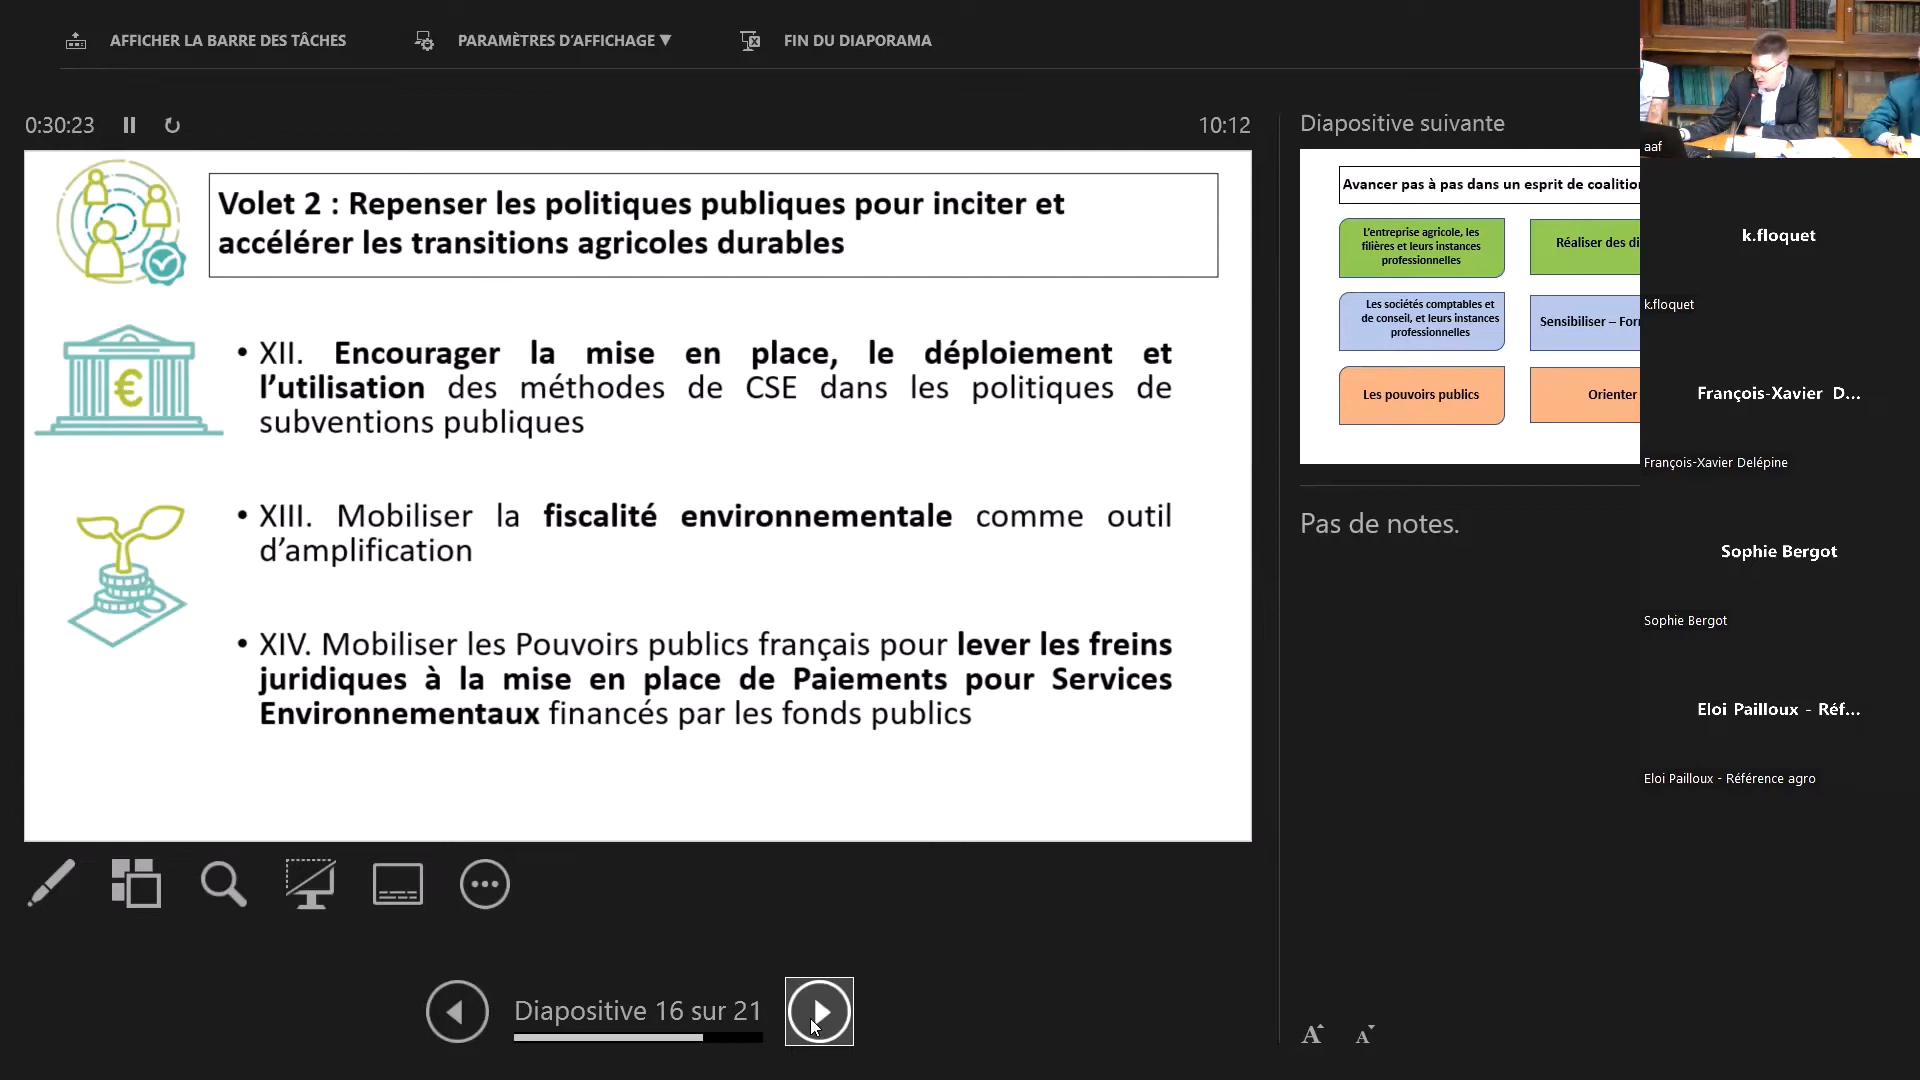 AFFICHER LA BARRE DES TÂCHES
PARAMÈTRES D'AFFICHAGE ▼
FIN DU DIAPORAMA
0:30:23
10:12
Volet 2 : Repenser les politiques publiques pour inciter et
accélérer les transitions agricoles durables
• XII. Encourager la mise en place, le déploiement et
l’utilisation des méthodes de CSE dans les politiques de
subventions publiques
• XIII. Mobiliser la fiscalité environnementale comme outil
d’amplification
• XIV. Mobiliser les Pouvoirs publics français pour lever les freins
juridiques à la mise en place de Paiements pour Services
Environnementaux financés par les fonds publics
Diapositive 16 sur 21
Diapositive suivante
Avancer pas à pas dans un esprit de coalition
L’entreprise agricole, les
filières et leurs instances
professionnelles
Réaliser des di
Les sociétés comptables et
de conseil, et leurs instances
professionnelles
Sensibiliser – For
Les pouvoirs publics
Orienter
Pas de notes.
A
A
aaf
k.floquet
k.floquet
François-Xavier D...
François-Xavier Delépine
Sophie Bergot
Sophie Bergot
Eloi Pailloux - Réf...
Eloi Pailloux - Référence agro